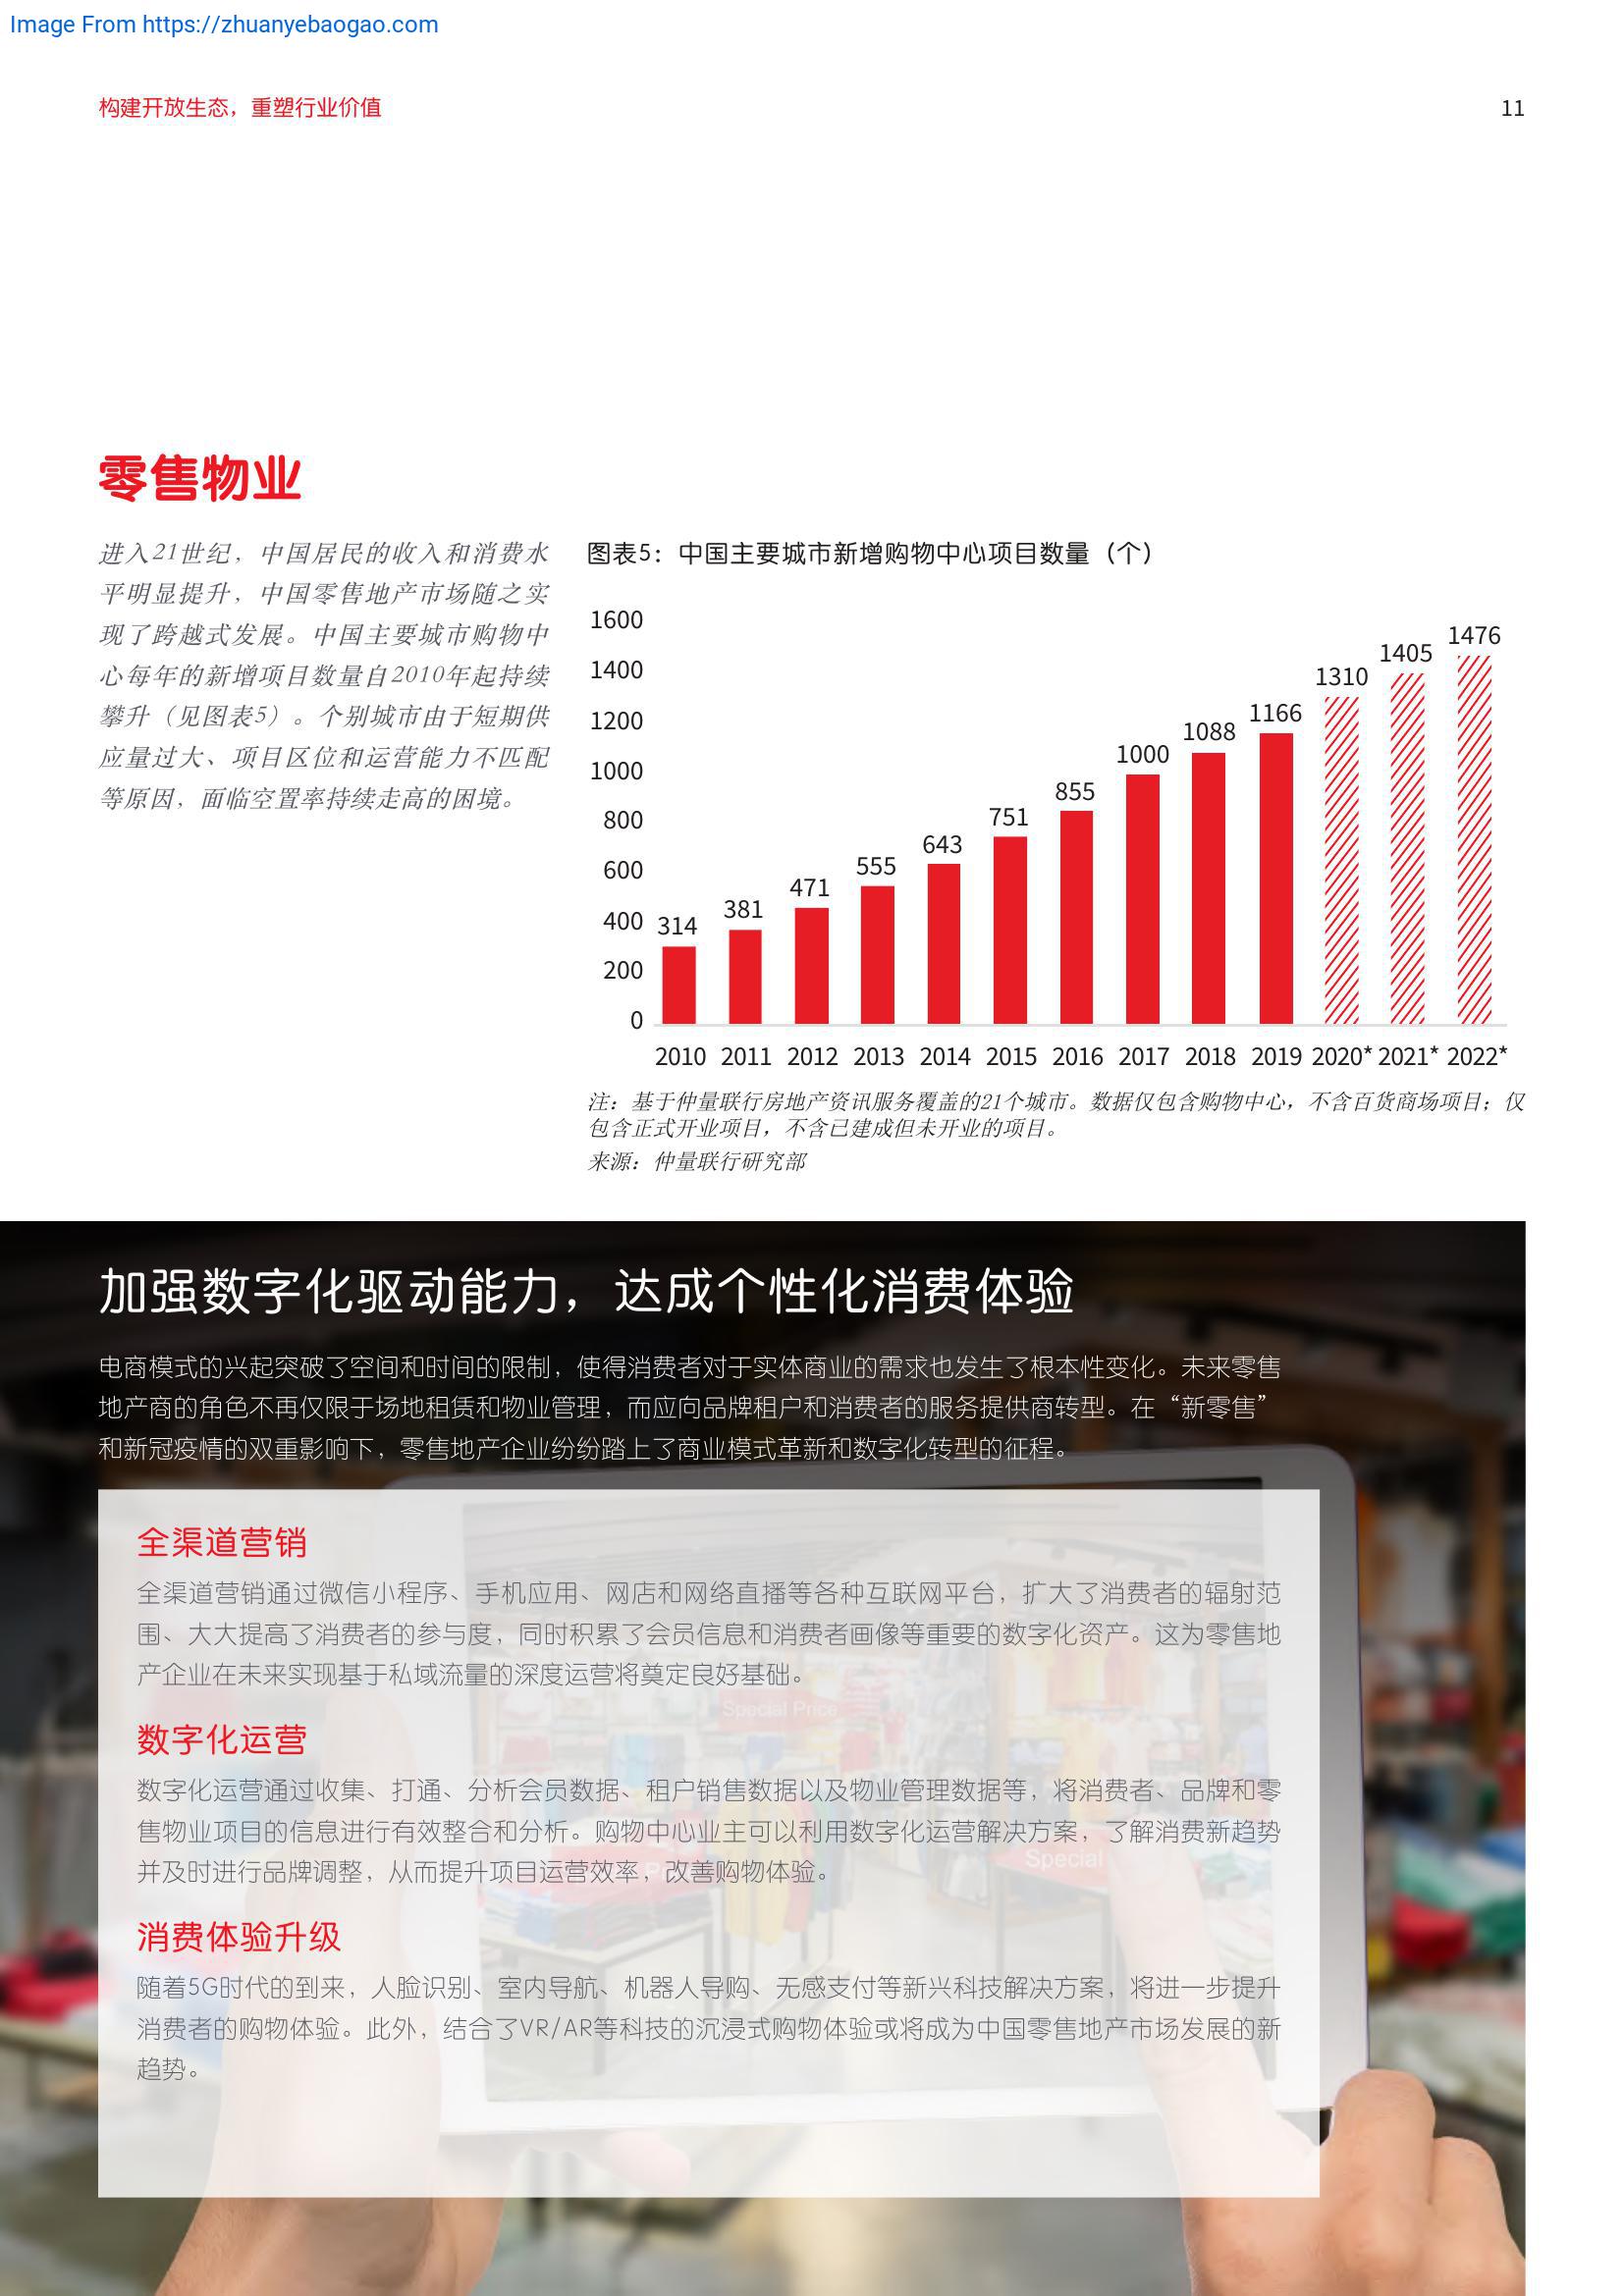 Image From https://zhuanyebaogao.com
构建开放生态，重塑行业价值
11
零售物业
进入21世纪，中国居民的收入和消费水
平明显提升，中国零售地产市场随之实
现了跨越式发展。中国主要城市购物中
心每年的新增项目数量自2010年起持续
攀升（见图表5）。个别城市由于短期供
应量过大、项目区位和运营能力不匹配
等原因，面临空置率持续走高的困境。
图表5：中国主要城市新增购物中心项目数量（个）
1600
1400
1200
1000
800
600
400
200
0
314
381
471
555
643
751
855
1000
1088
1166
1310
1405
1476
2010 2011 2012 2013 2014 2015 2016 2017 2018 2019 2020* 2021* 2022*
注：基于仲量联行房地产资讯服务覆盖的21个城市。数据仅包含购物中心，不含百货商场项目；仅
包含正式开业项目，不含已建成但未开业的项目。
来源：仲量联行研究部
加强数字化驱动能力，达成个性化消费体验
电商模式的兴起突破了空间和时间的限制，使得消费者对于实体商业的需求也发生了根本性变化。未来零售
地产商的角色不再仅限于场地租赁和物业管理，而应向品牌租户和消费者的服务提供商转型。在“新零售”
和新冠疫情的双重影响下，零售地产企业纷纷踏上了商业模式革新和数字化转型的征程。
全渠道营销
全渠道营销通过微信小程序、手机应用、网店和网络直播等各种互联网平台，扩大了消费者的辐射范
围、大大提高了消费者的参与度，同时积累了会员信息和消费者画像等重要的数字化资产。这为零售地
产企业在未来实现基于私域流量的深度运营将奠定良好基础。
Special Price
数字化运营
数字化运营通过收集、打通、分析会员数据、租户销售数据以及物业管理数据等，将消费者、品牌和零
售物业项目的信息进行有效整合和分析。购物中心业主可以利用数字化运营解决方案，了解消费新趋势
并及时进行品牌调整，从而提升项目运营效率，改善购物体验。
Special
消费体验升级
随着5G时代的到来，人脸识别、室内导航、机器人导购、无感支付等新兴科技解决方案，将进一步提升
消费者的购物体验。此外，结合了VR/AR等科技的沉浸式购物体验或将成为中国零售地产市场发展的新
趋势。